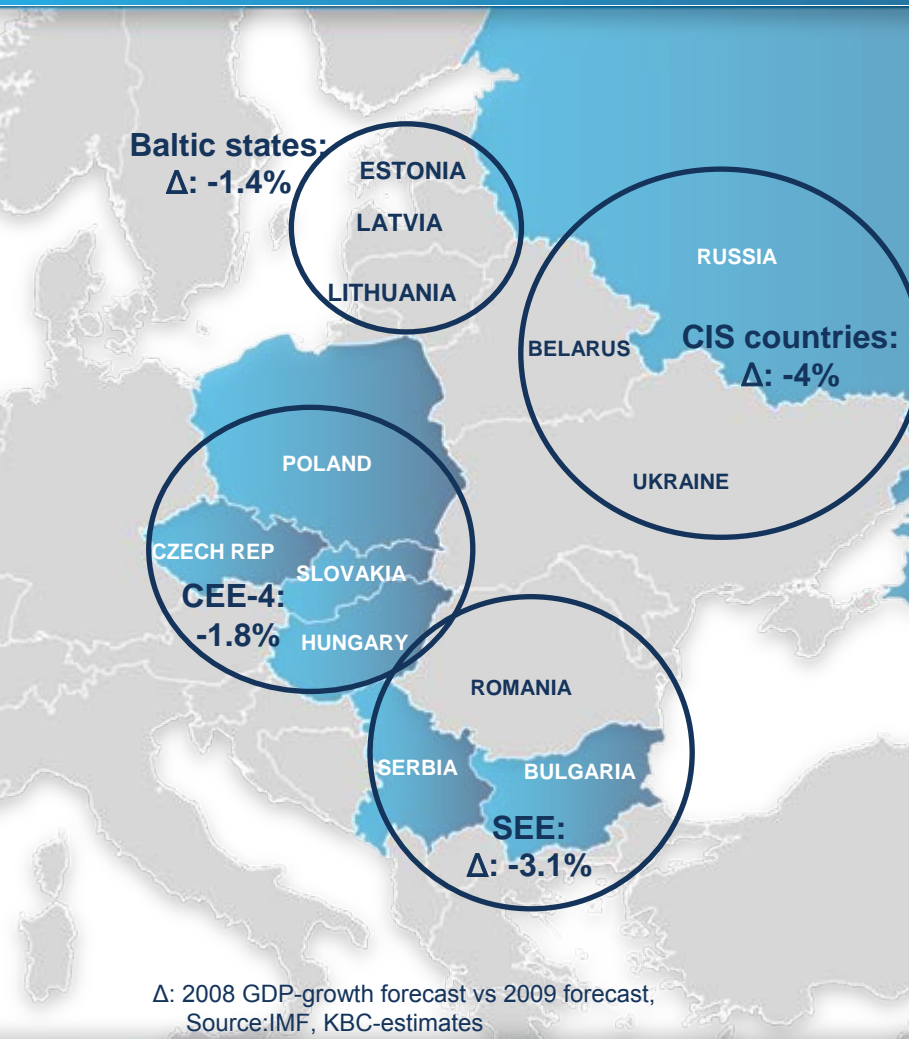 Baltic states:
Δ: -1.4%
ESTONIA
LATVIA
LITHUANIA
RUSSIA
BELARUS
CIS countries:
Δ: -4%
UKRAINE
POLAND
CZECH REP
SLOVAKIA
CEE-4:
-1.8%
HUNGARY
ROMANIA
SERBIA
BULGARIA
SEE:
Δ: -3.1%
Δ: 2008 GDP-growth forecast vs 2009 forecast,
Source:IMF, KBC-estimates